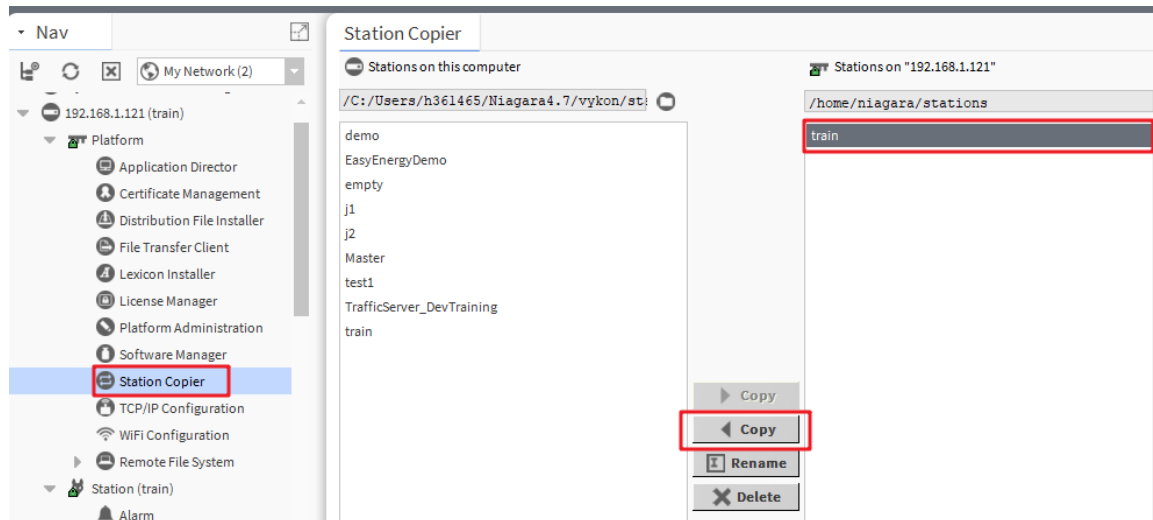 Nav
My Network (2)
192.168.1.121 (train)
Platform
Application Director
Certificate Management
Distribution File Installer
File Transfer Client
Lexicon Installer
License Manager
Platform Administration
Software Manager
Station Copier
TCP/IP Configuration
WiFi Configuration
Remote File System
Station (train)
Alarm
Station Copier
Stations on this computer
/C:/Users/h361465/Niagara4.7/vykon/sta
demo
EasyEnergyDemo
empty
j1
j2
Master
test1
TrafficServer_DevTraining
train
Copy
Copy
Rename
Delete
Stations on "192.168.1.121"
/home/niagara/stations
train